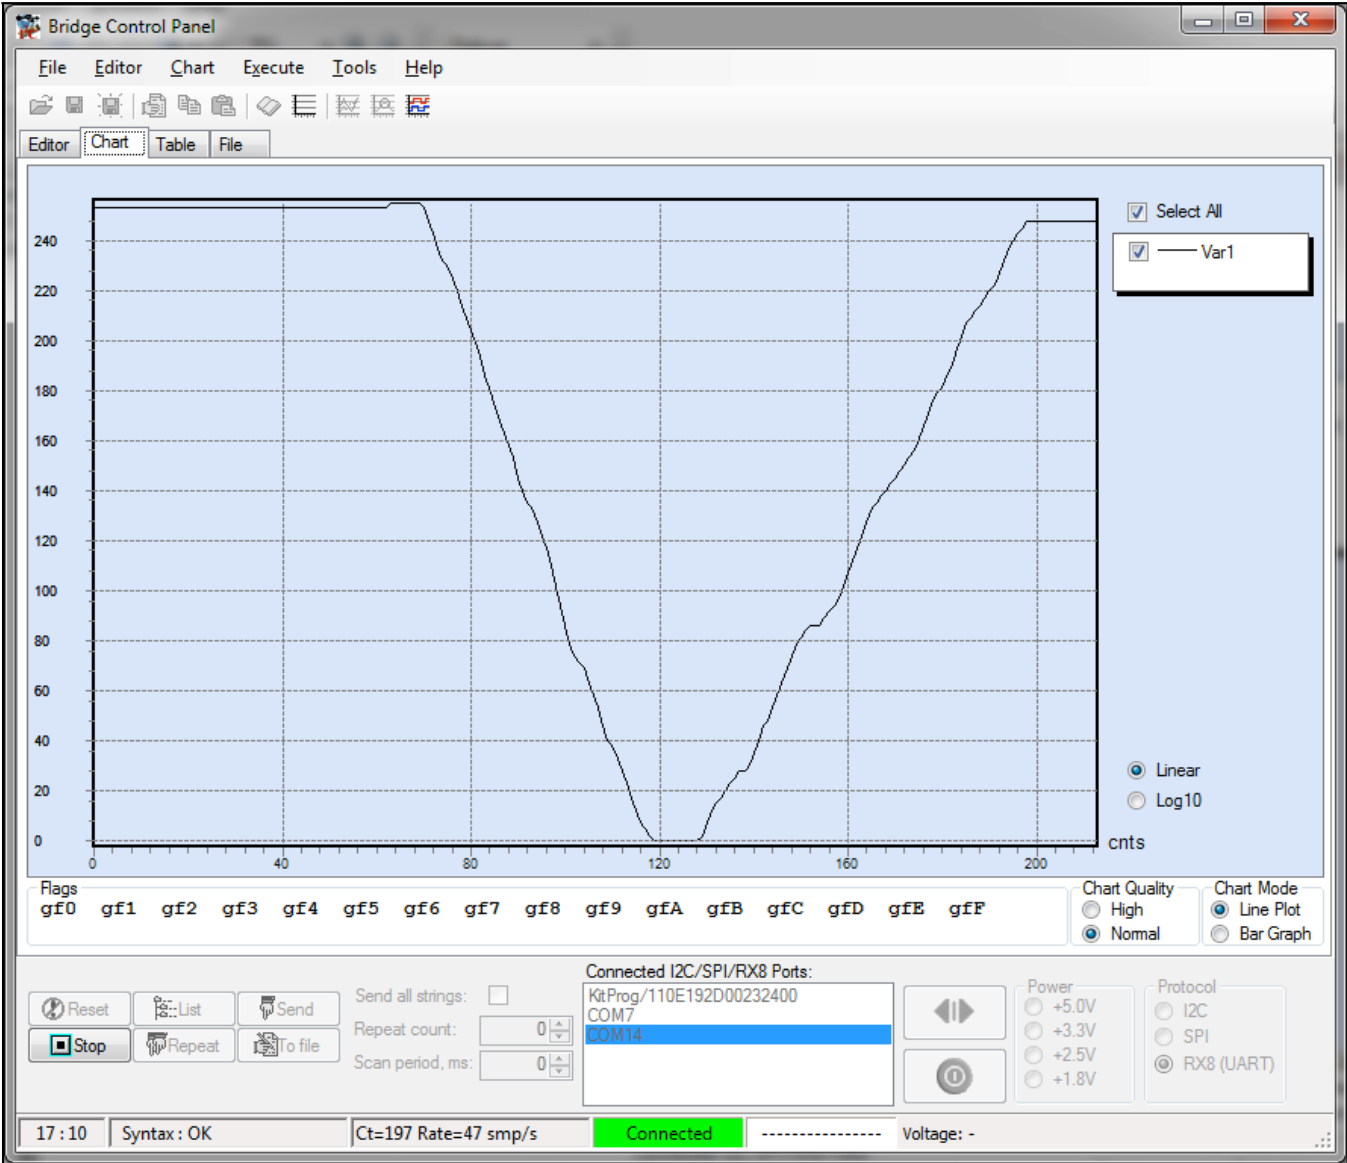 Bridge Control Panel
File Editor Chart Execute Tools Help
Editor Chart Table File
240
220
200
180
160
140
120
100
80
60
40
20
0
0 40 80 120 160 200
cnts
Select All
Var1
Linear
Log10
Flags
gf0 gf1 gf2 gf3 gf4 gf5 gf6 gf7 gf8 gf9 gfA gfB gfC gfD gfE gfF
Chart Quality
High
Normal
Chart Mode
Line Plot
Bar Graph
Reset List Send
Stop Repeat To file
Send all strings:
Repeat count: 0
Scan period, ms: 0
Connected I2C/SPI/RX8 Ports:
KitProg/110E192D00232400
COM7
COM14
Power
+5.0V
+3.3V
+2.5V
+1.8V
Protocol
I2C
SPI
RX8 (UART)
17 : 10 Syntax : OK Ct=197 Rate=47 smp/s Connected ---------------- Voltage: -